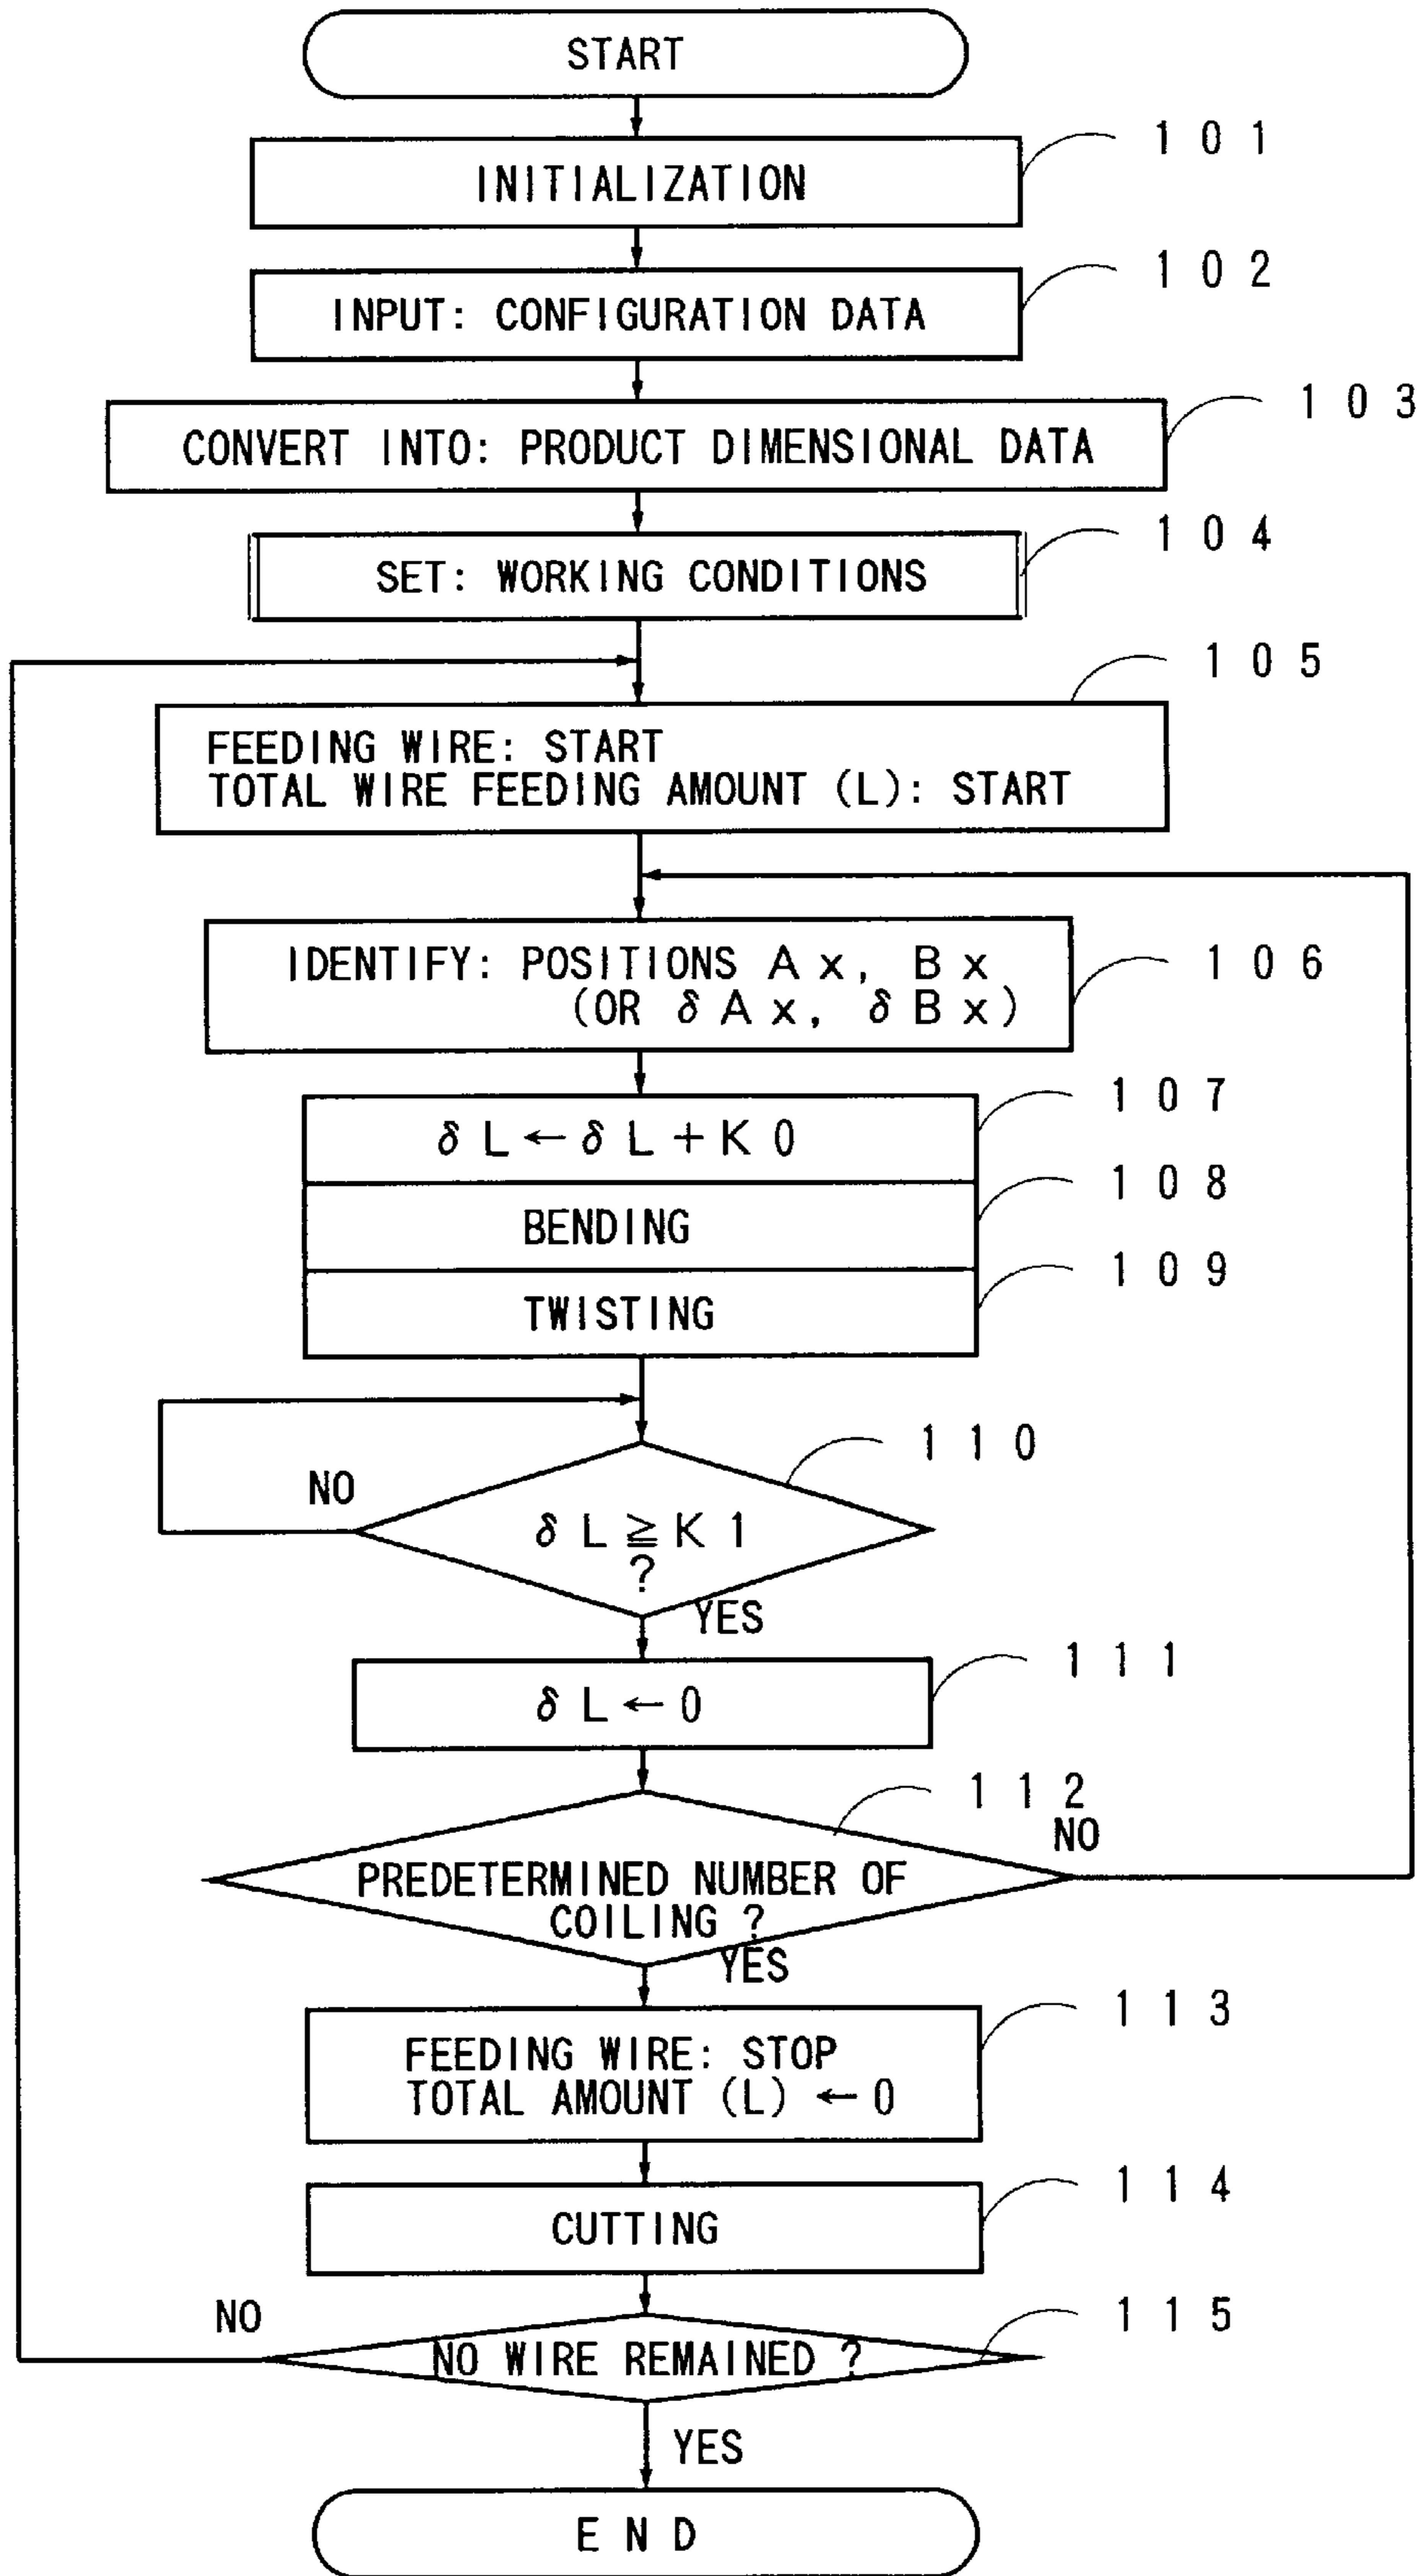 START
INITIALIZATION
101
INPUT: CONFIGURATION DATA
102
CONVERT INTO: PRODUCT DIMENSIONAL DATA
103
SET: WORKING CONDITIONS
104
FEEDING WIRE: START
TOTAL WIRE FEEDING AMOUNT (L): START
105
IDENTIFY: POSITIONS Ax, Bx
(OR δAx, δBx)
106
δL←δL+K0
107
BENDING
108
TWISTING
109
110
NO
δL≧K1
?
YES
δL←0
111
112
NO
PREDETERMINED NUMBER OF
COILING ?
YES
FEEDING WIRE: STOP
TOTAL AMOUNT (L) ←0
113
CUTTING
114
NO
NO WIRE REMAINED ?
115
YES
END